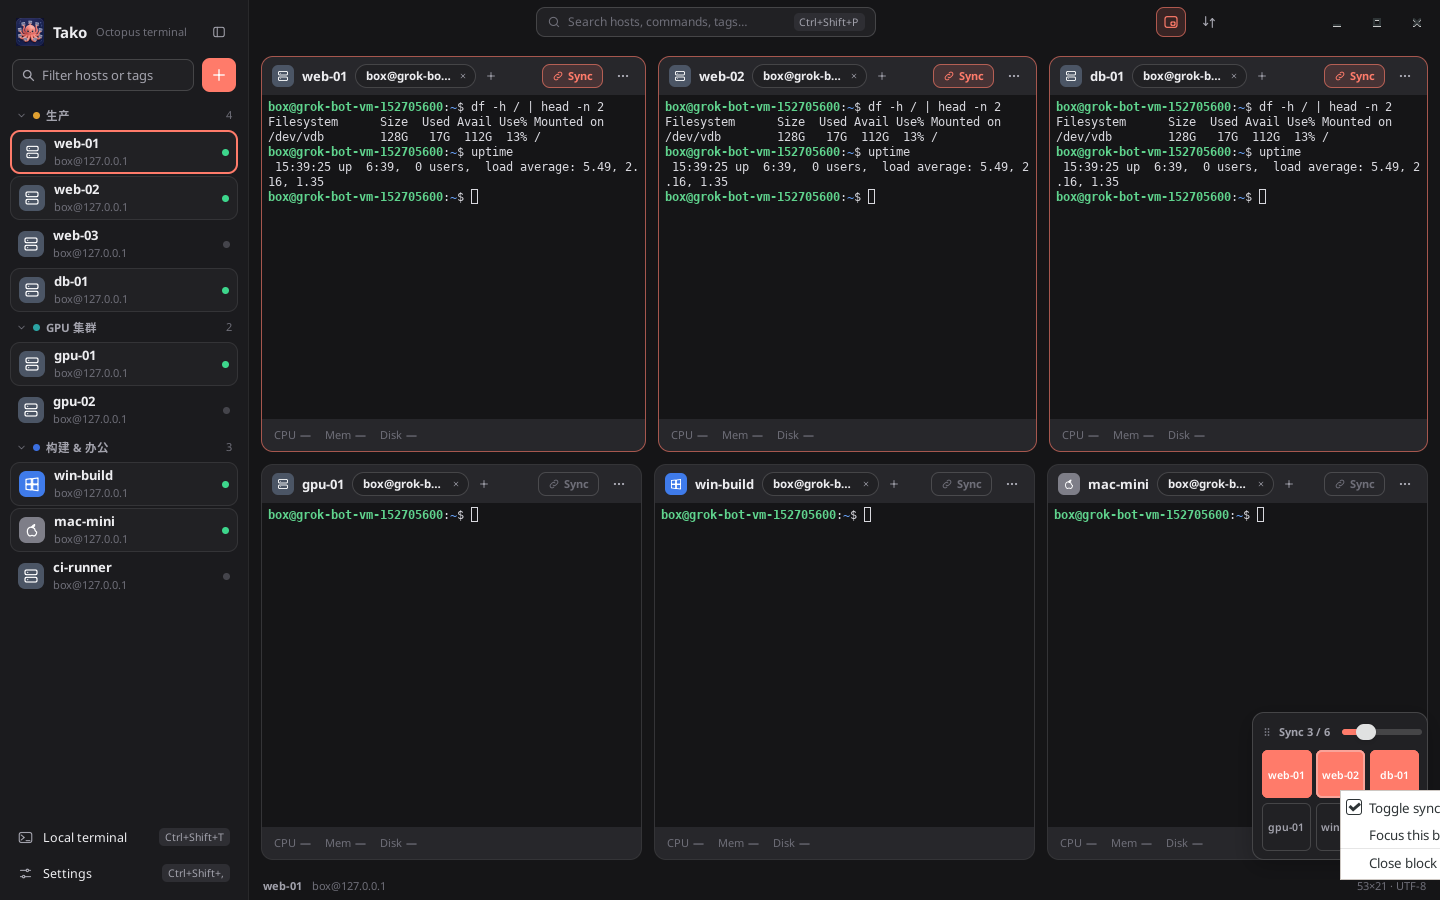 Tako Octopus terminal
Search hosts, commands, tags... Ctrl+Shift+P
Filter hosts or tags
生产 4
web-01
box@127.0.0.1
web-02
box@127.0.0.1
web-03
box@127.0.0.1
db-01
box@127.0.0.1
GPU 集群 2
gpu-01
box@127.0.0.1
gpu-02
box@127.0.0.1
构建 & 办公 3
win-build
box@127.0.0.1
mac-mini
box@127.0.0.1
ci-runner
box@127.0.0.1
Local terminal Ctrl+Shift+T
Settings Ctrl+Shift+,
web-01 box@grok-bo... × + Sync ...
box@grok-bot-vm-152705600:~$ df -h / | head -n 2
Filesystem Size Used Avail Use% Mounted on
/dev/vdb 128G 17G 112G 13% /
box@grok-bot-vm-152705600:~$ uptime
15:39:25 up 6:39, 0 users, load average: 5.49, 2.
16, 1.35
box@grok-bot-vm-152705600:~$
CPU — Mem — Disk —
web-02 box@grok-b... × + Sync ...
box@grok-bot-vm-152705600:~$ df -h / | head -n 2
Filesystem Size Used Avail Use% Mounted on
/dev/vdb 128G 17G 112G 13% /
box@grok-bot-vm-152705600:~$ uptime
15:39:25 up 6:39, 0 users, load average: 5.49, 2
.16, 1.35
box@grok-bot-vm-152705600:~$
CPU — Mem — Disk —
db-01 box@grok-b... × + Sync ...
box@grok-bot-vm-152705600:~$ df -h / | head -n 2
Filesystem Size Used Avail Use% Mounted on
/dev/vdb 128G 17G 112G 13% /
box@grok-bot-vm-152705600:~$ uptime
15:39:25 up 6:39, 0 users, load average: 5.49, 2
.16, 1.35
box@grok-bot-vm-152705600:~$
CPU — Mem — Disk —
gpu-01 box@grok-b... × + Sync ...
box@grok-bot-vm-152705600:~$
CPU — Mem — Disk —
win-build box@grok-b... × + Sync ...
box@grok-bot-vm-152705600:~$
CPU — Mem — Disk —
mac-mini box@grok-b... × + Sync ...
box@grok-bot-vm-152705600:~$
CPU — Mem — Disk —
Sync 3 / 6
web-01 web-02 db-01
gpu-01 win
Toggle sync
Focus this b
Close block
web-01 box@127.0.0.1
53×21 · UTF-8